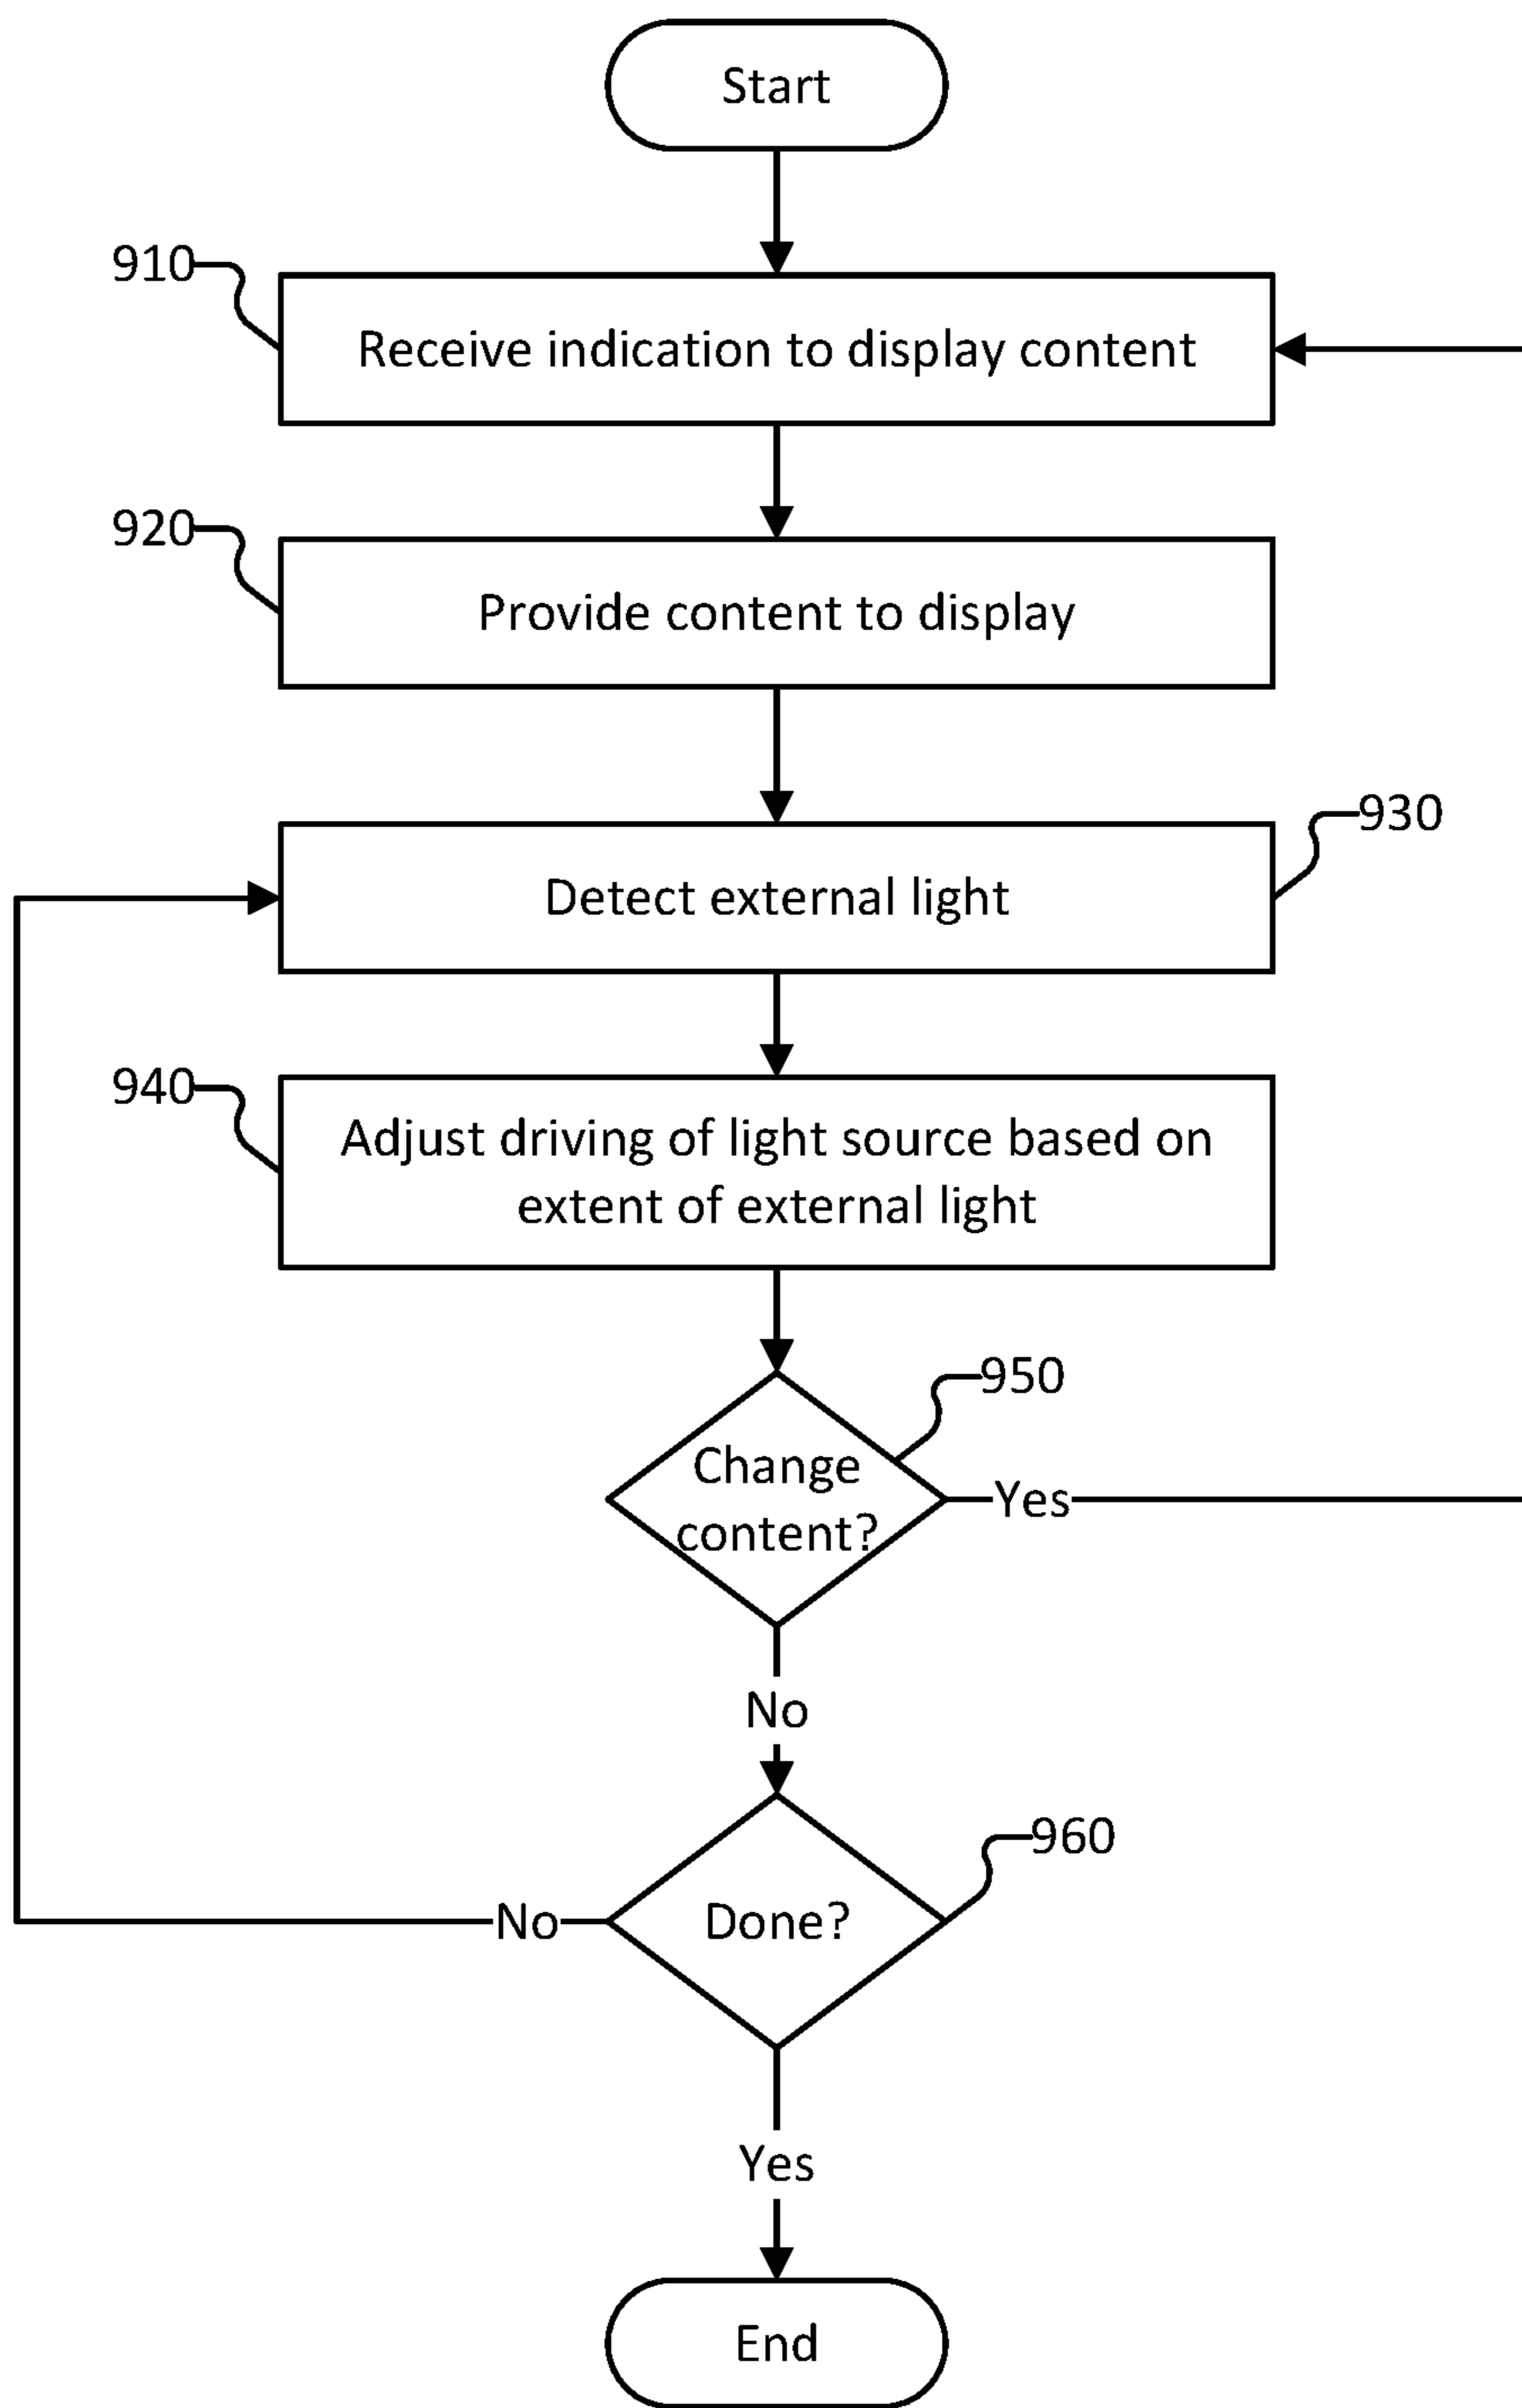 Start
910
Receive indication to display content
920
Provide content to display
930
Detect external light
940
Adjust driving of light source based on
extent of external light
950
Change
content?
Yes
No
960
Done?
No
Yes
End